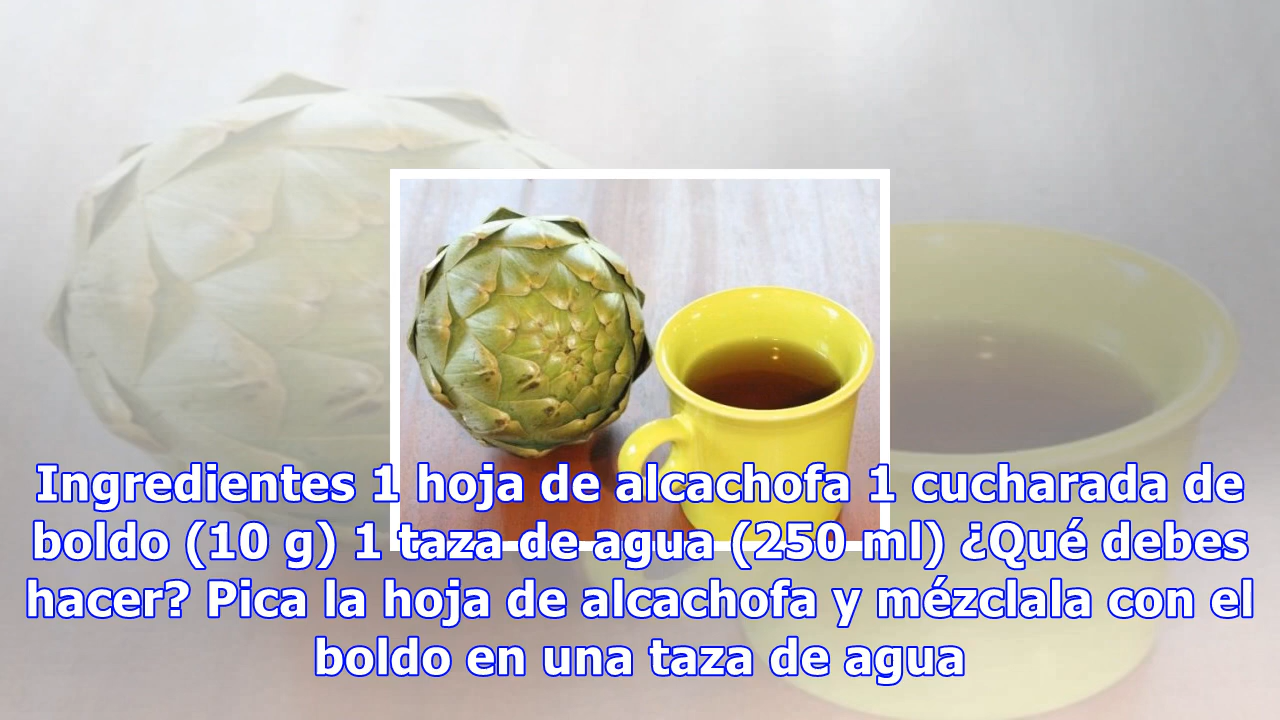 Ingredientes 1 hoja de alcachofa 1 cucharada de
boldo (10 g) 1 taza de agua (250 ml) ¿Qué debes
hacer? Pica la hoja de alcachofa y mézclala con el
boldo en una taza de agua